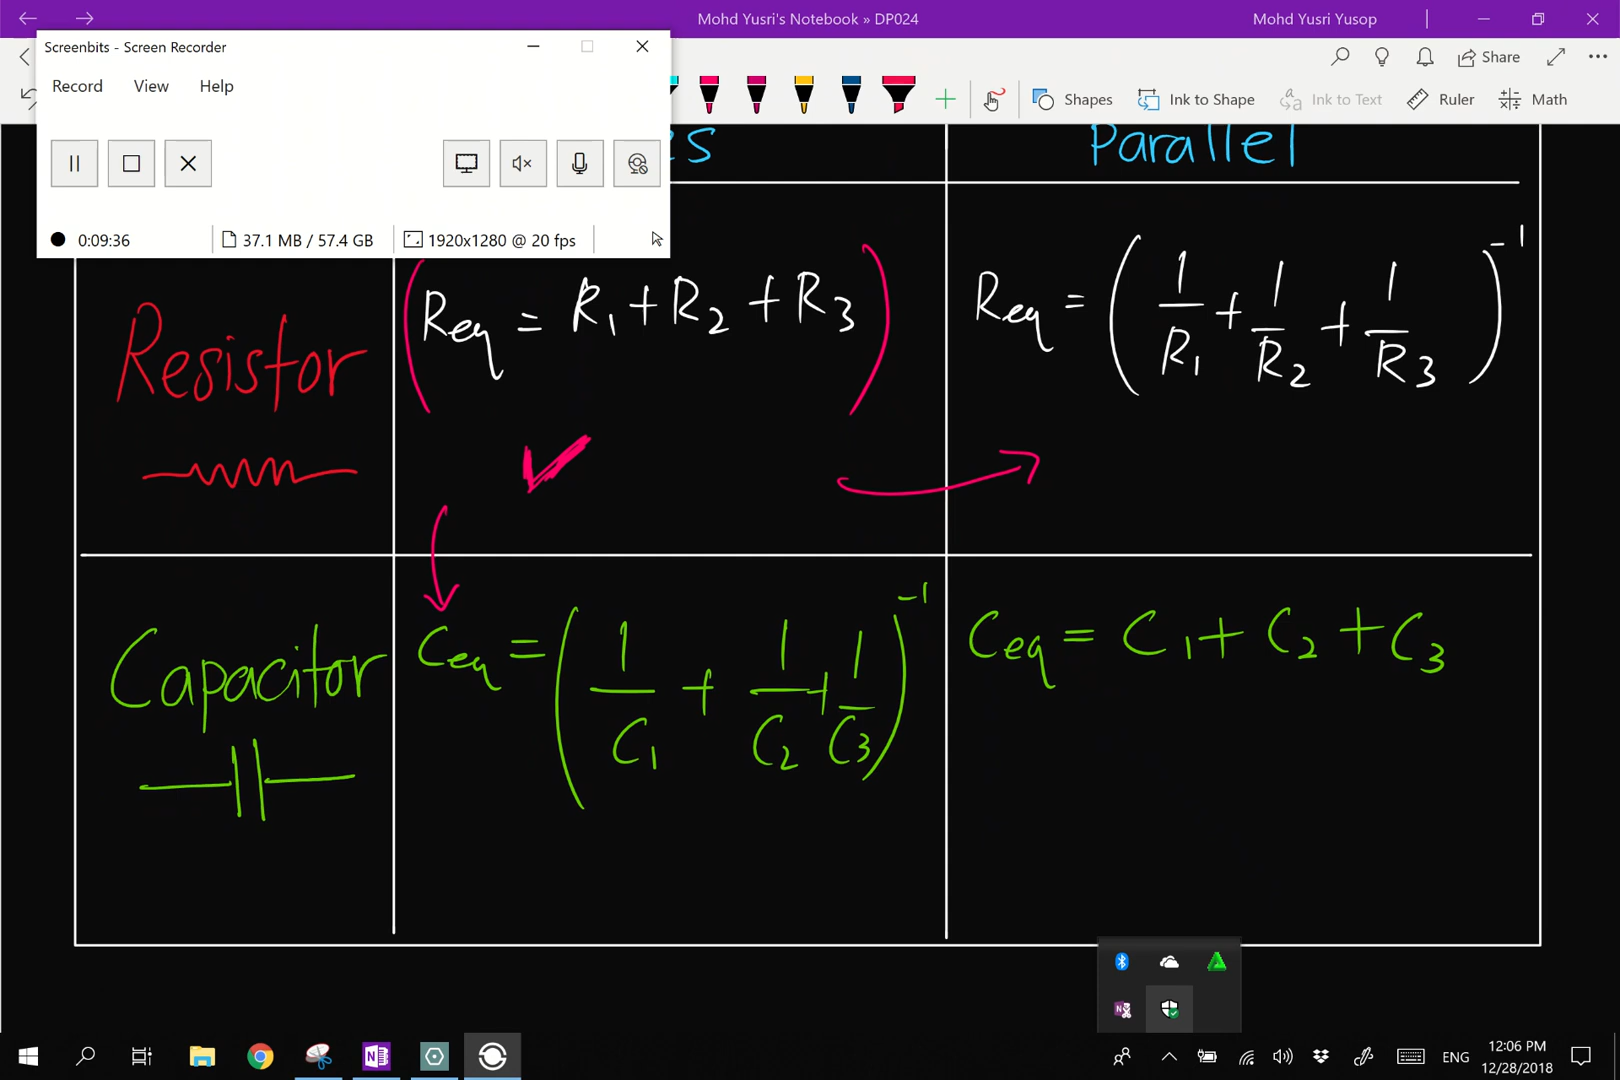 Mohd Yusri's Notebook » DP024
Mohd Yusri Yusop
Screenbits - Screen Recorder
Record View Help
Share
Shapes Ink to Shape Ink to Text Ruler Math
0:09:36 37.1 MB / 57.4 GB 1920x1280 @ 20 fps
es Parallel
Resistor
Req = R₁ + R₂ + R₃
Req = (1/R₁ + 1/R₂ + 1/R₃)⁻¹
Capacitor
Ceq = (1/C₁ + 1/C₂ + 1/C₃)⁻¹
Ceq = C₁ + C₂ + C₃
ENG
12:06 PM
12/28/2018